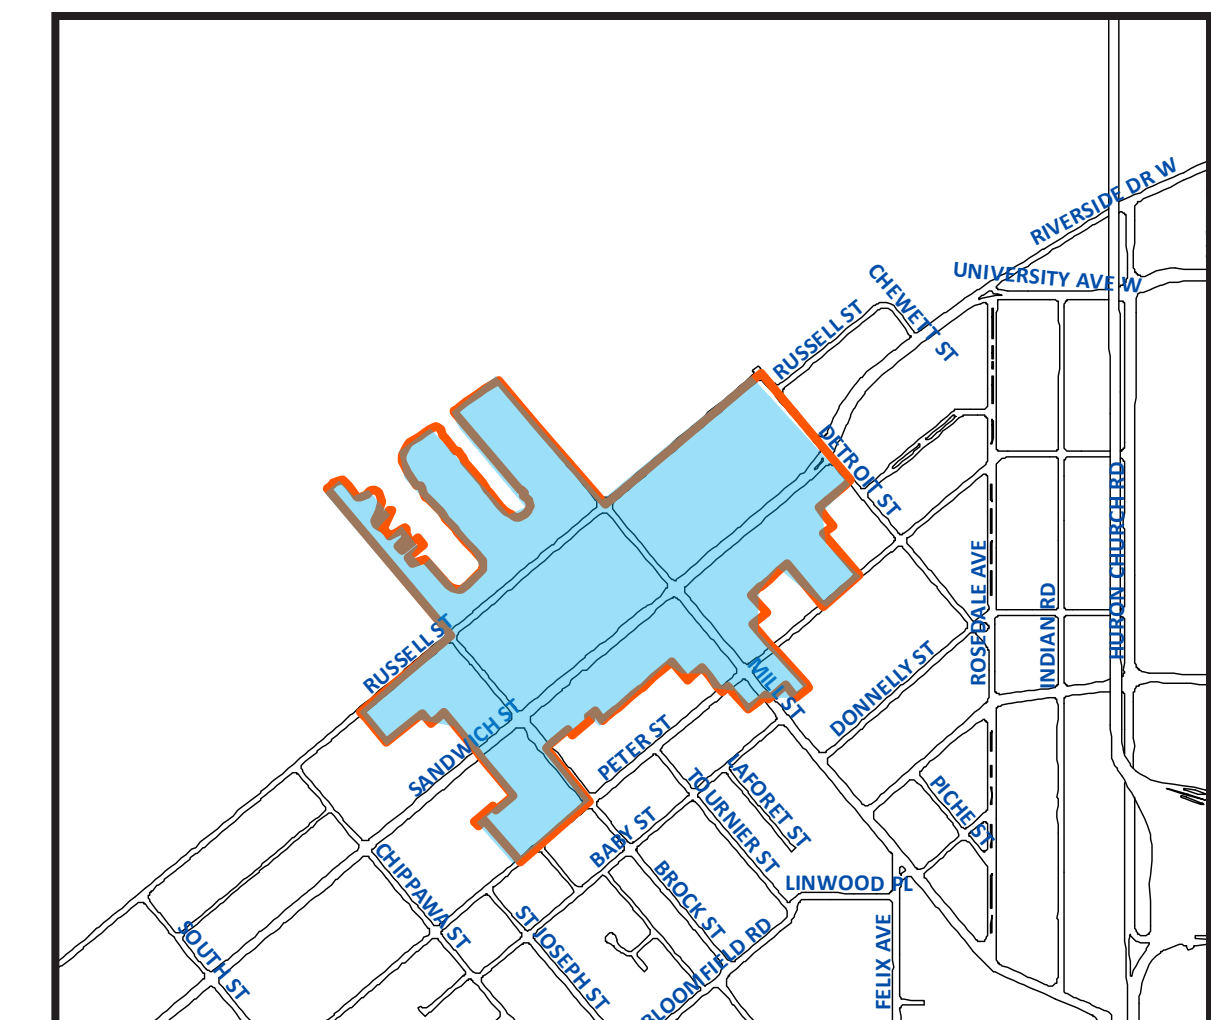 RIVERSIDE DR W
UNIVERSITY AVE W
CHEWETT ST
RUSSELL ST
DETROIT ST
HURON CHURCH RD
ROSEDALE AVE
INDIAN RD
RUSSELL ST
DONNELLY ST
MILL ST
SANDWICH ST
PETER ST
LAFORET ST
TOURNIER ST
PICHE ST
BABY ST
CHIPPAWA ST
BROCK ST
LINWOOD PL
SOUTH ST
ST JOSEPH ST
BLOOMFIELD RD
FELIX AVE